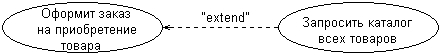 Оформит заказ
на приобретение
товара
"extend"
Запросить каталог
всех товаров